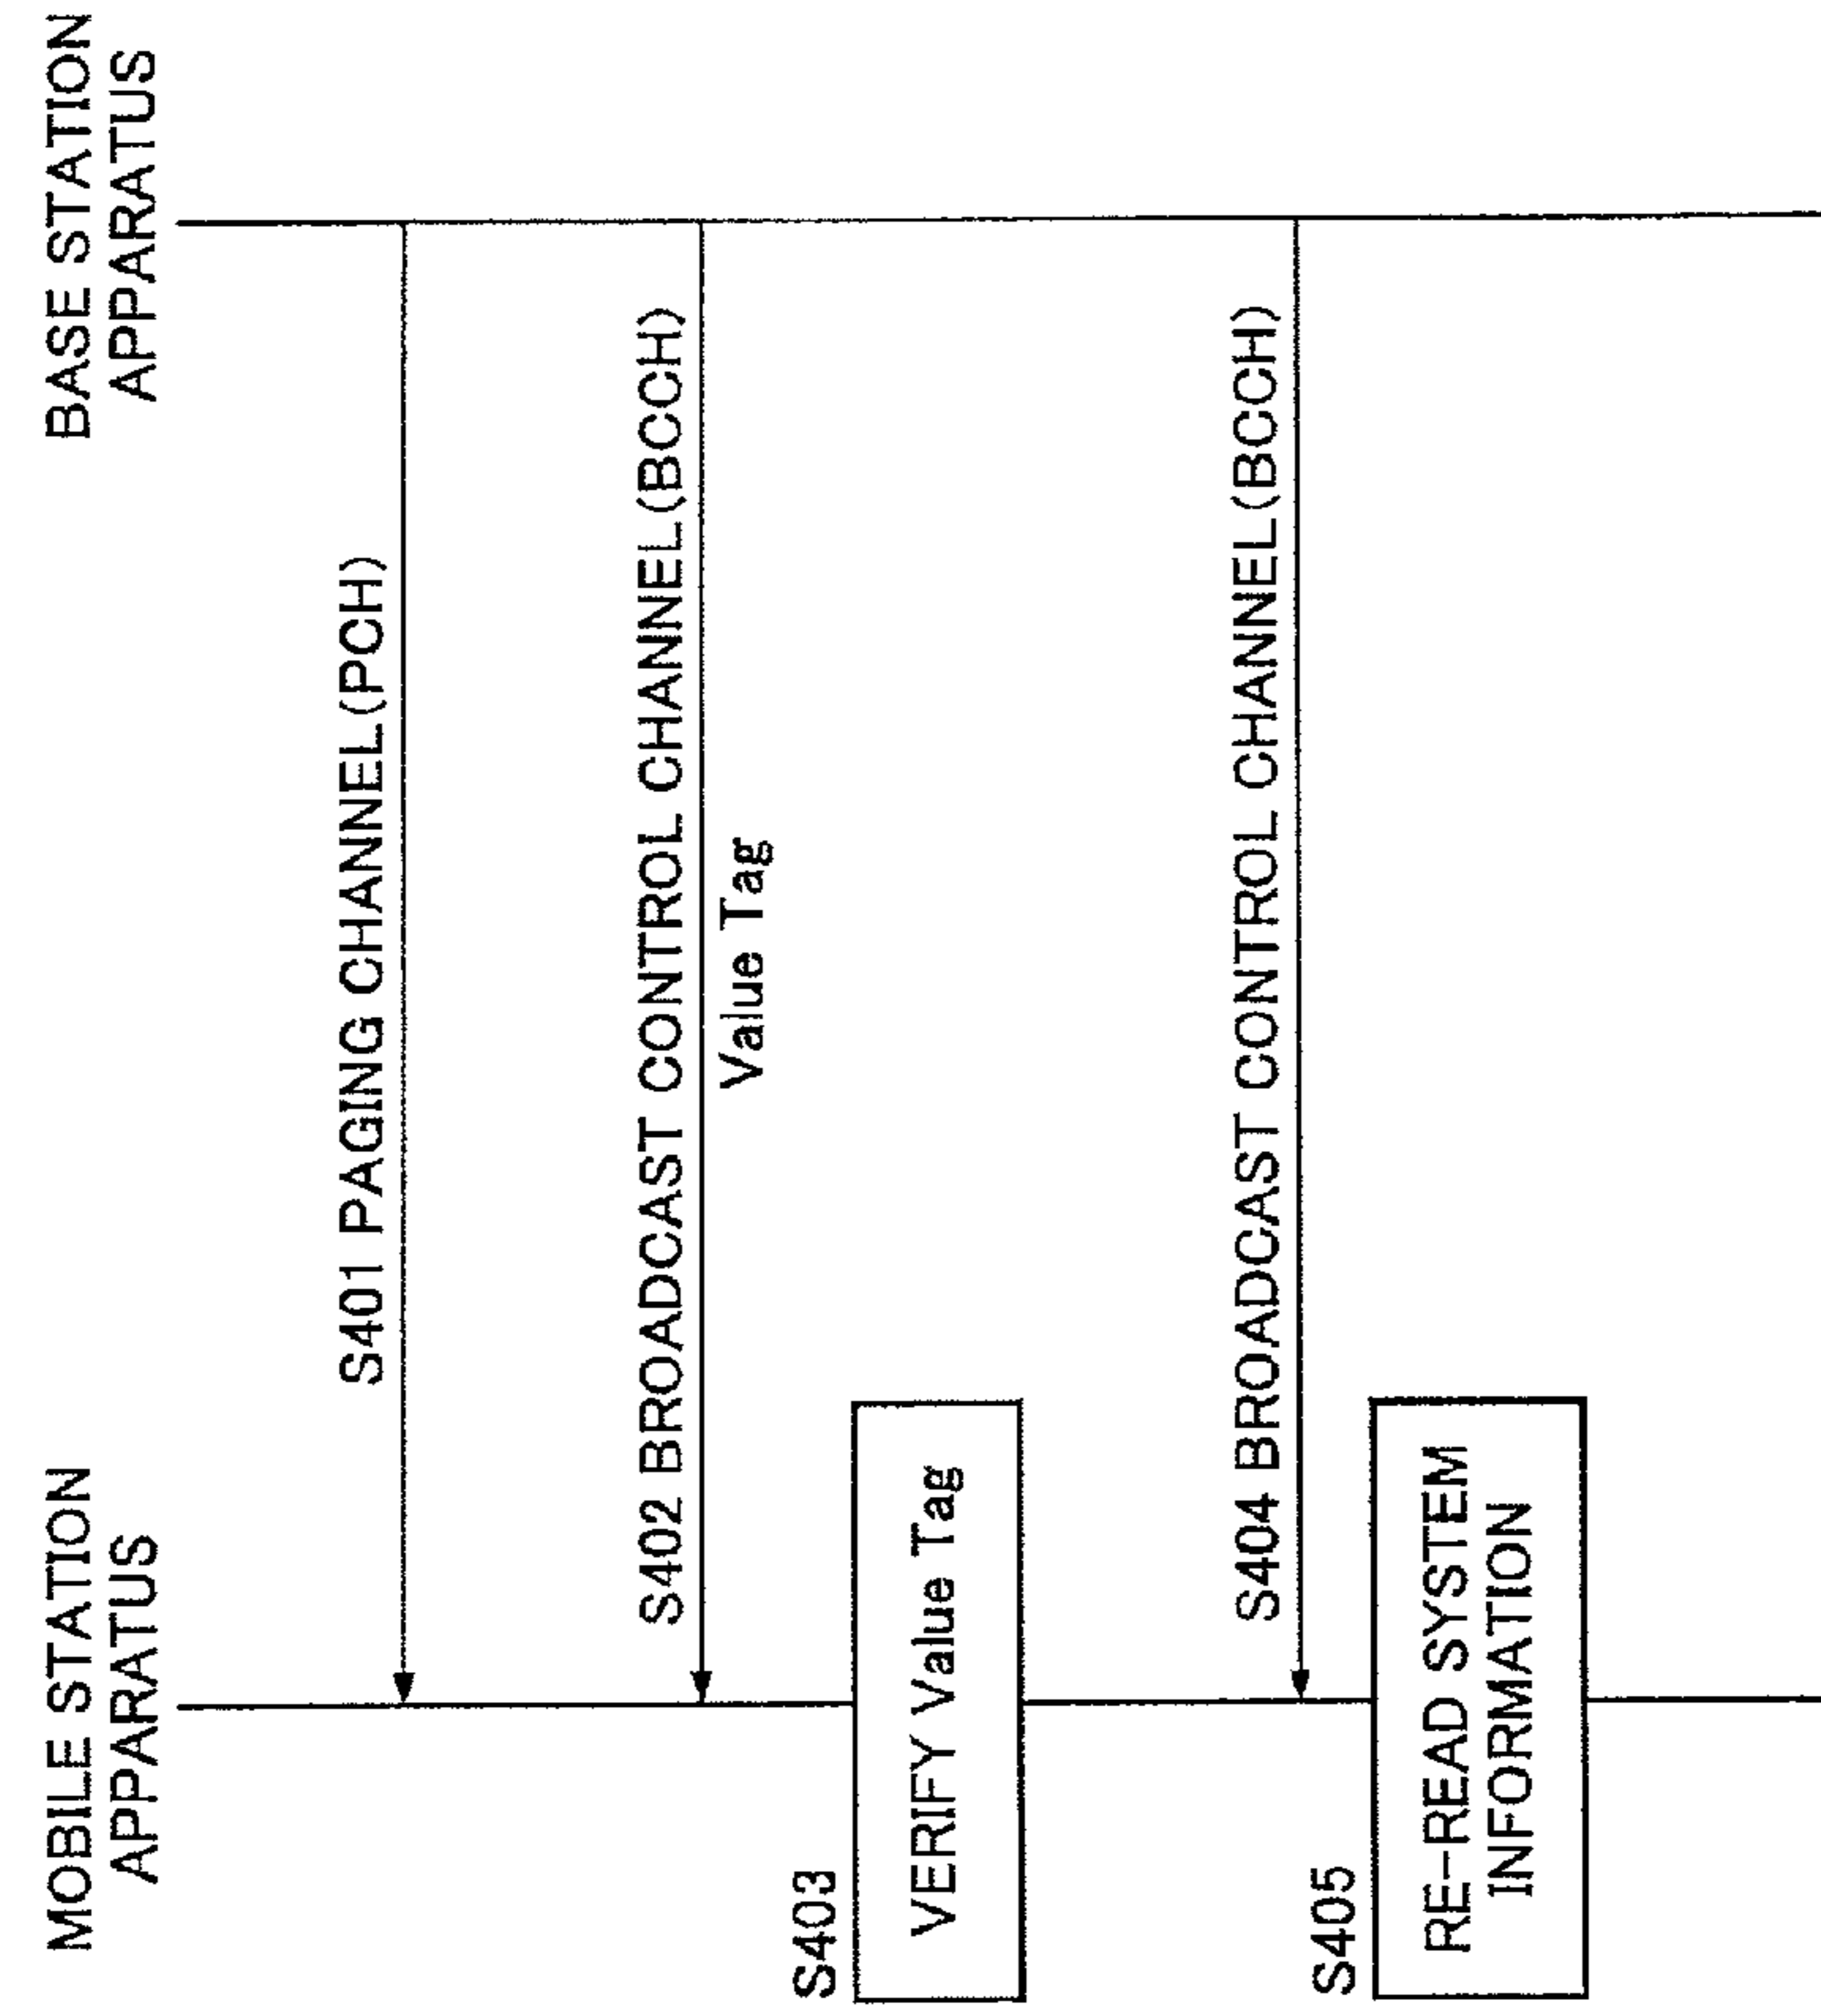 MOBILE STATION
APPARATUS
BASE STATION
APPARATUS
S401 PAGING CHANNEL(PCH)
S402 BROADCAST CONTROL CHANNEL(BCCH)
Value Tag
S403
VERIFY Value Tag
S404 BROADCAST CONTROL CHANNEL(BCCH)
S405
RE-READ SYSTEM
INFORMATION